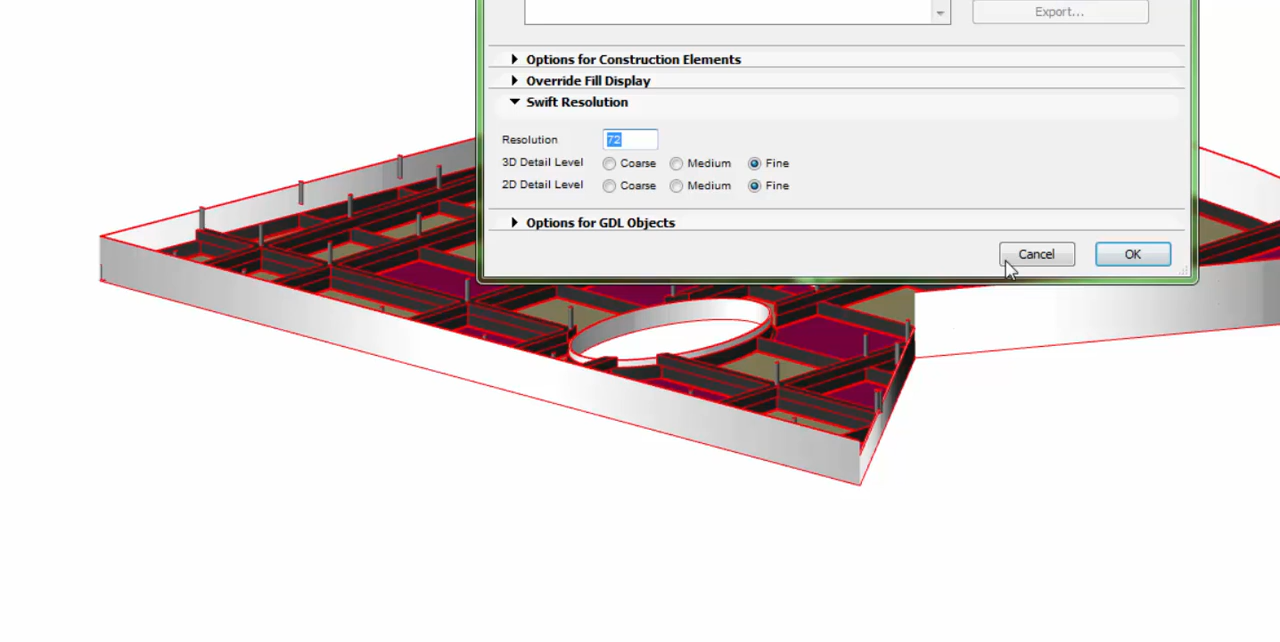 Export...
Options for Construction Elements
Override Fill Display
Swift Resolution
Resolution 72
3D Detail Level Coarse Medium Fine
2D Detail Level Coarse Medium Fine
Options for GDL Objects
Cancel OK